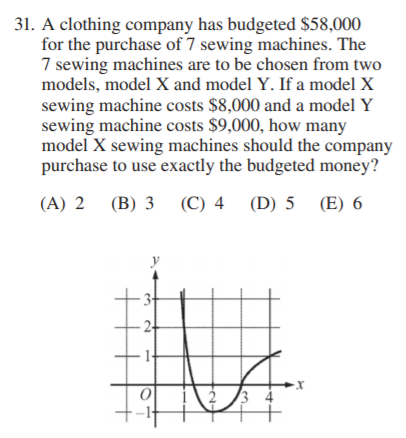 31. A clothing company has budgeted $58,000
for the purchase of 7 sewing machines. The
7 sewing machines are to be chosen from two
models, model X and model Y. If a model X
sewing machine costs $8,000 and a model Y
sewing machine costs $9,000, how many
model X sewing machines should the company
purchase to use exactly the budgeted money?
(A) 2 (B) 3 (C) 4 (D) 5 (E) 6
y
3
2
1
x
O 1 2 3 4
-1